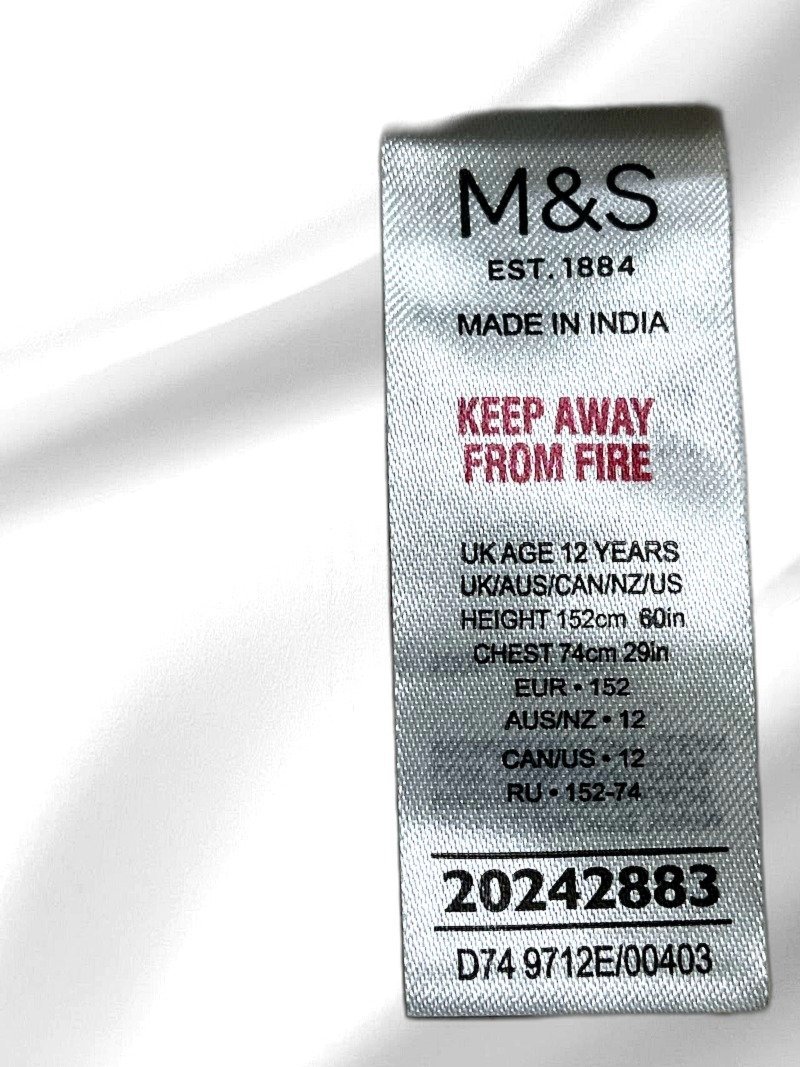 M&S
EST. 1884
MADE IN INDIA
KEEP AWAY
FROM FIRE
UK AGE 12 YEARS
UK/AUS/CAN/NZ/US
HEIGHT 152cm 60in
CHEST 74cm 29in
EUR • 152
AUS/NZ • 12
CAN/US • 12
RU • 152-74
20242883
D74 9712E/00403